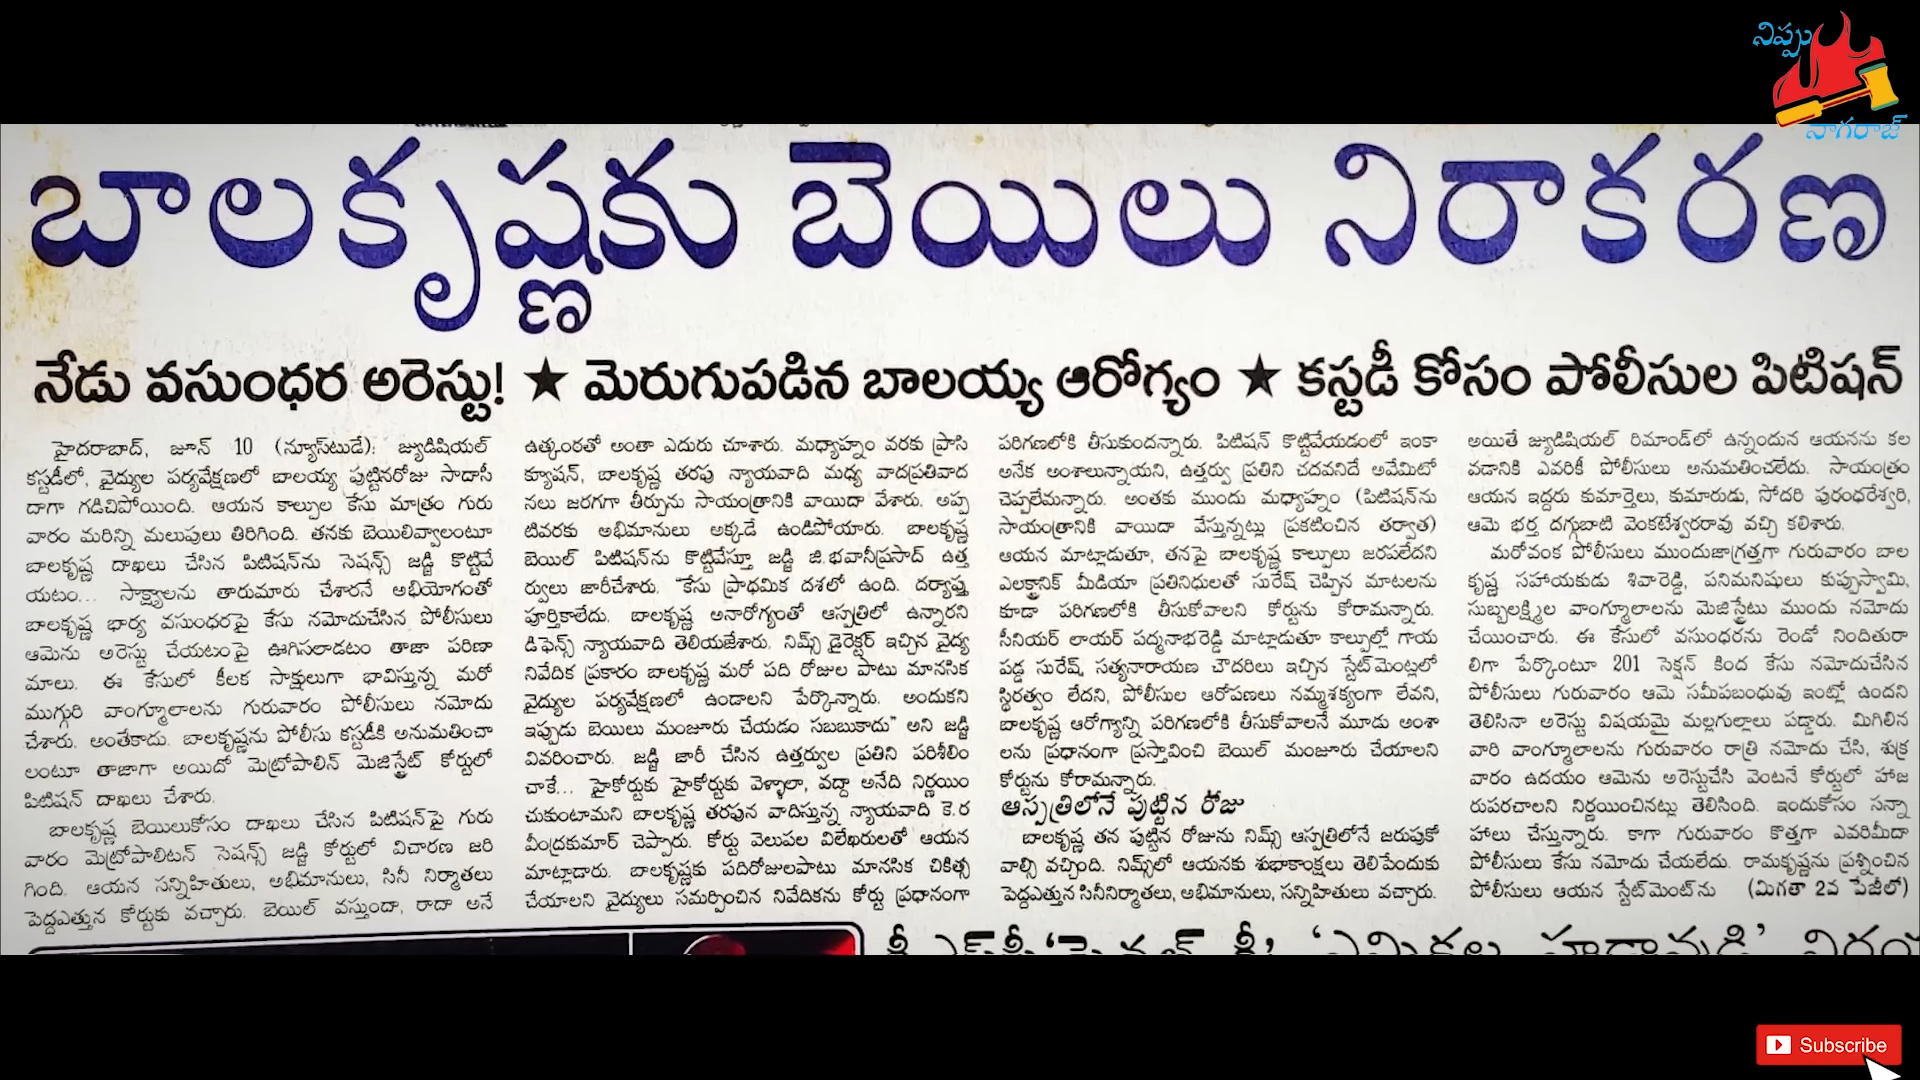 నిప్పు
నాగరాజ్
బాలకృష్ణకు బెయిలు నిరాకరణ
నేడు వసుంధర అరెస్టు! ★ మెరుగుపడిన బాలయ్య ఆరోగ్యం ★ కస్టడీ కోసం పోలీసుల పిటిషన్
హైదరాబాద్, జూన్ 10 (న్యూస్‌టుడే): జ్యుడిషియల్
కస్టడీలో, వైద్యుల పర్యవేక్షణలో బాలయ్య పుట్టినరోజు సాదాసీ
దాగా గడిచిపోయింది. ఆయన కాల్పుల కేసు మాత్రం గురు
వారం మరిన్ని మలుపులు తిరిగింది. తనకు బెయిలివ్వాలంటూ
బాలకృష్ణ దాఖలు చేసిన పిటిషన్‌ను సెషన్స్ జడ్జి కొట్టివే
యటం... సాక్ష్యాలను తారుమారు చేశారనే అభియోగంతో
బాలకృష్ణ భార్య వసుంధరపై కేసు నమోదుచేసిన పోలీసులు
ఆమెను అరెస్టు చేయటంపై ఊగిసలాడటం తాజా పరిణా
మాలు. ఈ కేసులో కీలక సాక్షులుగా భావిస్తున్న మరో
ముగ్గురి వాంగ్మూలాలను గురువారం పోలీసులు నమోదు
చేశారు. అంతేకాదు. బాలకృష్ణను పోలీసు కస్టడీకి అనుమతించా
లంటూ తాజాగా అయిదో మెట్రోపాలిన్ మెజిస్ట్రేట్ కోర్టులో
పిటిషన్ దాఖలు చేశారు.
బాలకృష్ణ బెయిలుకోసం దాఖలు చేసిన పిటిషన్‌పై గురు
వారం మెట్రోపాలిటన్ సెషన్స్ జడ్జి కోర్టులో విచారణ జరి
గింది. ఆయన సన్నిహితులు, అభిమానులు, సినీ నిర్మాతలు
పెద్దఎత్తున కోర్టుకు వచ్చారు. బెయిల్ వస్తుందా, రాదా అనే
ఉత్కంఠతో అంతా ఎదురు చూశారు. మధ్యాహ్నం వరకు ప్రాసి
క్యూషన్, బాలకృష్ణ తరపు న్యాయవాది మధ్య వాదప్రతివాద
నలు జరగగా తీర్పును సాయంత్రానికి వాయిదా వేశారు. అప్ప
టివరకు అభిమానులు అక్కడే ఉండిపోయారు. బాలకృష్ణ
బెయిల్ పిటిషన్‌ను కొట్టివేస్తూ జడ్జి జి.భవానీప్రసాద్ ఉత్త
ర్వులు జారీచేశారు. "కేసు ప్రాథమిక దశలో ఉంది. దర్యాప్తు
పూర్తికాలేదు. బాలకృష్ణ అనారోగ్యంతో ఆస్పత్రిలో ఉన్నారని
డిఫెన్స్ న్యాయవాది తెలియజేశారు. నిమ్స్ డైరెక్టర్ ఇచ్చిన వైద్య
నివేదిక ప్రకారం బాలకృష్ణ మరో పది రోజుల పాటు మానసిక
వైద్యుల పర్యవేక్షణలో ఉండాలని పేర్కొన్నారు. అందుకని
ఇప్పుడు బెయిలు మంజూరు చేయడం సబబుకాదు" అని జడ్జి
వివరించారు. జడ్జి జారీ చేసిన ఉత్తర్వుల ప్రతిని పరిశీలిం
చాకే... హైకోర్టుకు హైకోర్టుకు వెళ్ళాలా, వద్దా అనేది నిర్ణయిం
చుకుంటామని బాలకృష్ణ తరపున వాదిస్తున్న న్యాయవాది కె.ర
వీంద్రకుమార్ చెప్పారు. కోర్టు వెలుపల విలేఖరులతో ఆయన
మాట్లాడారు. బాలకృష్ణకు పదిరోజులపాటు మానసిక చికిత్స
చేయాలని వైద్యులు సమర్పించిన నివేదికను కోర్టు ప్రధానంగా
పరిగణలోకి తీసుకుందన్నారు. పిటిషన్ కొట్టివేయడంలో ఇంకా
అనేక అంశాలున్నాయని, ఉత్తర్వు ప్రతిని చదవనిదే అవేమిటో
చెప్పలేమన్నారు. అంతకు ముందు మధ్యాహ్నం (పిటిషన్‌ను
సాయంత్రానికి వాయిదా వేస్తున్నట్లు ప్రకటించిన తర్వాత)
ఆయన మాట్లాడుతూ, తనపై బాలకృష్ణ కాల్పులు జరపలేదని
ఎలక్ట్రానిక్ మీడియా ప్రతినిధులతో సురేష్ చెప్పిన మాటలను
కూడా పరిగణలోకి తీసుకోవాలని కోర్టును కోరామన్నారు.
సీనియర్ లాయర్ పద్మనాభరెడ్డి మాట్లాడుతూ కాల్పుల్లో గాయ
పడ్డ సురేష్, సత్యనారాయణ చౌదరిలు ఇచ్చిన స్టేట్‌మెంట్లలో
స్థిరత్వం లేదని, పోలీసుల ఆరోపణలు నమ్మశక్యంగా లేవని,
బాలకృష్ణ ఆరోగ్యాన్ని పరిగణలోకి తీసుకోవాలనే మూడు అంశా
లను ప్రధానంగా ప్రస్తావించి బెయిల్ మంజూరు చేయాలని
కోర్టును కోరామన్నారు.
ఆస్పత్రిలోనే పుట్టిన రోజు
బాలకృష్ణ తన పుట్టిన రోజును నిమ్స్ ఆస్పత్రిలోనే జరుపుకో
వాల్సి వచ్చింది. నిమ్స్‌లో ఆయనకు శుభాకాంక్షలు తెలిపేందుకు
పెద్దఎత్తున సినీనిర్మాతలు, అభిమానులు, సన్నిహితులు వచ్చారు.
అయితే జ్యుడిషియల్ రిమాండ్‌లో ఉన్నందున ఆయనను కల
వడానికి ఎవరికీ పోలీసులు అనుమతించలేదు. సాయంత్రం
ఆయన ఇద్దరు కుమార్తెలు, కుమారుడు, సోదరి పురంధరేశ్వరి,
ఆమె భర్త దగ్గుబాటి వెంకటేశ్వరరావు వచ్చి కలిశారు.
మరోవంక పోలీసులు ముందుజాగ్రత్తగా గురువారం బాల
కృష్ణ సహాయకుడు శివారెడ్డి, పనిమనిషులు కుప్పుస్వామి,
సుబ్బలక్ష్మిల వాంగ్మూలాలను మెజిస్ట్రేటు ముందు నమోదు
చేయించారు. ఈ కేసులో వసుంధరను రెండో నిందితురా
లిగా పేర్కొంటూ 201 సెక్షన్ కింద కేసు నమోదుచేసిన
పోలీసులు గురువారం ఆమె సమీపబంధువు ఇంట్లో ఉందని
తెలిసినా అరెస్టు విషయమై మల్లగుల్లాలు పడ్డారు. మిగిలిన
వారి వాంగ్మూలాలను గురువారం రాత్రి నమోదు చేసి, శుక్ర
వారం ఉదయం ఆమెను అరెస్టుచేసి వెంటనే కోర్టులో హాజ
రుపరచాలని నిర్ణయించినట్లు తెలిసింది. ఇందుకోసం సన్నా
హాలు చేస్తున్నారు. కాగా గురువారం కొత్తగా ఎవరిమీదా
పోలీసులు కేసు నమోదు చేయలేదు. రామకృష్ణను ప్రశ్నించిన
పోలీసులు ఆయన స్టేట్‌మెంట్‌ను (మిగతా 2వ పేజీలో)
Subscribe